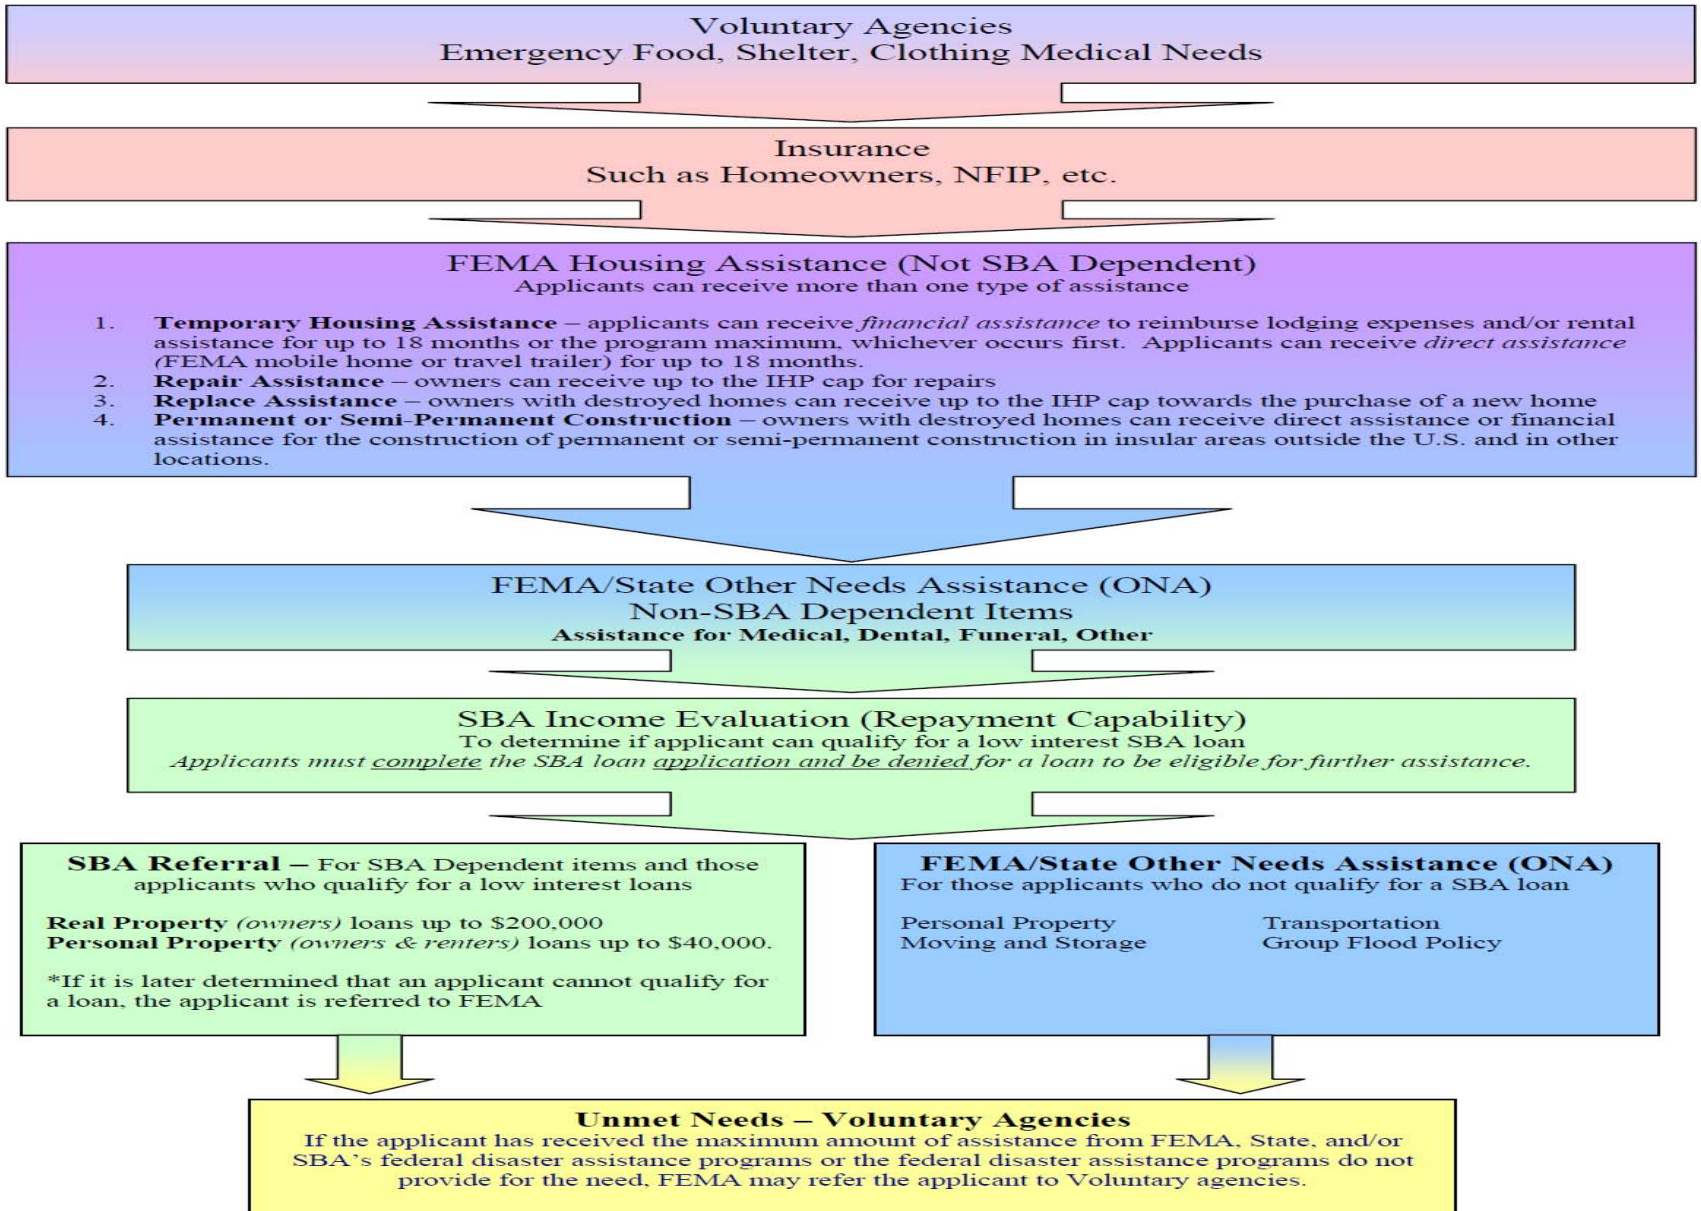 Voluntary Agencies
Emergency Food, Shelter, Clothing Medical Needs
Insurance
Such as Homeowners, NFIP, etc.
FEMA Housing Assistance (Not SBA Dependent)
Applicants can receive more than one type of assistance
1. Temporary Housing Assistance – applicants can receive financial assistance to reimburse lodging expenses and/or rental
assistance for up to 18 months or the program maximum, whichever occurs first. Applicants can receive direct assistance
(FEMA mobile home or travel trailer) for up to 18 months.
2. Repair Assistance – owners can receive up to the IHP cap for repairs
3. Replace Assistance – owners with destroyed homes can receive up to the IHP cap towards the purchase of a new home
4. Permanent or Semi-Permanent Construction – owners with destroyed homes can receive direct assistance or financial
assistance for the construction of permanent or semi-permanent construction in insular areas outside the U.S. and in other
locations.
FEMA/State Other Needs Assistance (ONA)
Non-SBA Dependent Items
Assistance for Medical, Dental, Funeral, Other
SBA Income Evaluation (Repayment Capability)
To determine if applicant can qualify for a low interest SBA loan
Applicants must complete the SBA loan application and be denied for a loan to be eligible for further assistance.
SBA Referral – For SBA Dependent items and those
applicants who qualify for a low interest loans
Real Property (owners) loans up to $200,000
Personal Property (owners & renters) loans up to $40,000.
*If it is later determined that an applicant cannot qualify for
a loan, the applicant is referred to FEMA
FEMA/State Other Needs Assistance (ONA)
For those applicants who do not qualify for a SBA loan
Personal Property Transportation
Moving and Storage Group Flood Policy
Unmet Needs – Voluntary Agencies
If the applicant has received the maximum amount of assistance from FEMA, State, and/or
SBA's federal disaster assistance programs or the federal disaster assistance programs do not
provide for the need, FEMA may refer the applicant to Voluntary agencies.